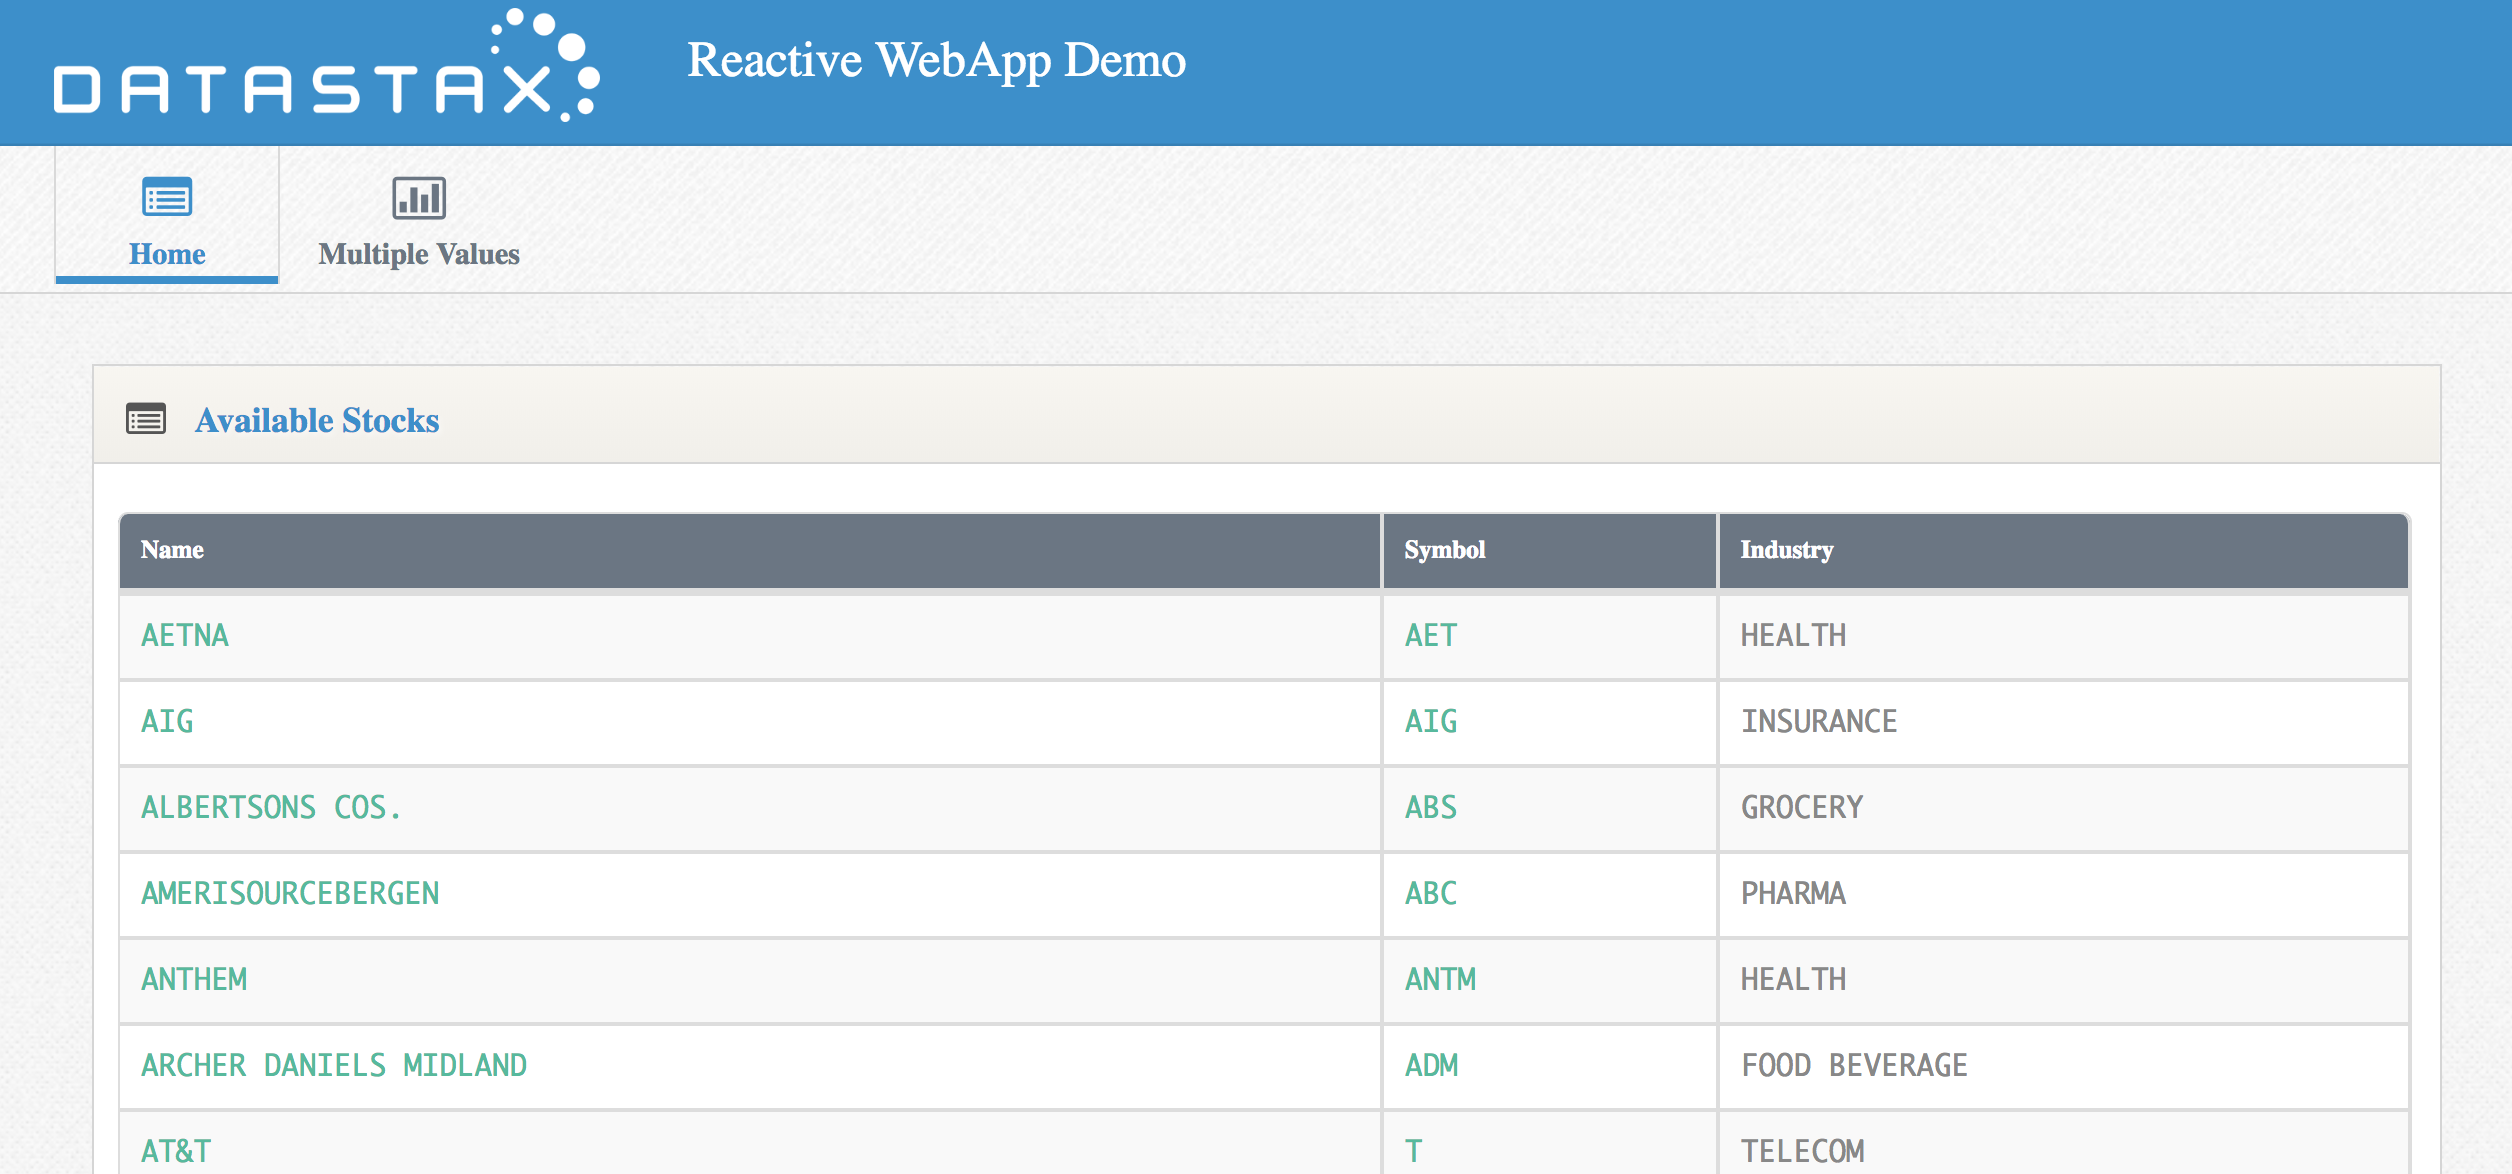 DATASTAX
Reactive WebApp Demo
Home
Multiple Values
Available Stocks
Name Symbol Industry
AETNA AET HEALTH
AIG AIG INSURANCE
ALBERTSONS COS. ABS GROCERY
AMERISOURCEBERGEN ABC PHARMA
ANTHEM ANTM HEALTH
ARCHER DANIELS MIDLAND ADM FOOD BEVERAGE
AT&T T TELECOM